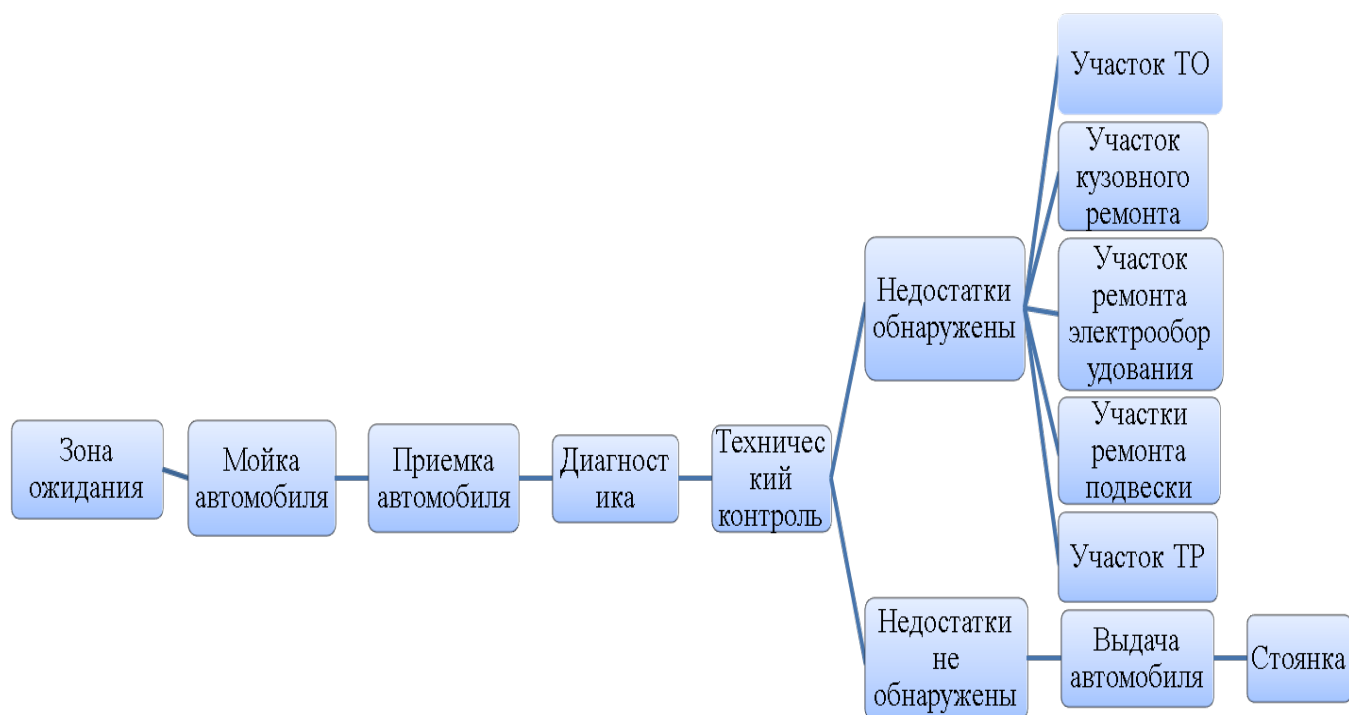 Зона
ожидания
Мойка
автомобиля
Приемка
автомобиля
Диагност
ика
Техничес
кий
контроль
Недостатки
обнаружены
Участок ТО
Участок
кузовного
ремонта
Участок
ремонта
электрообор
удования
Участки
ремонта
подвески
Участок ТР
Недостатки
не
обнаружены
Выдача
автомобиля
Стоянка